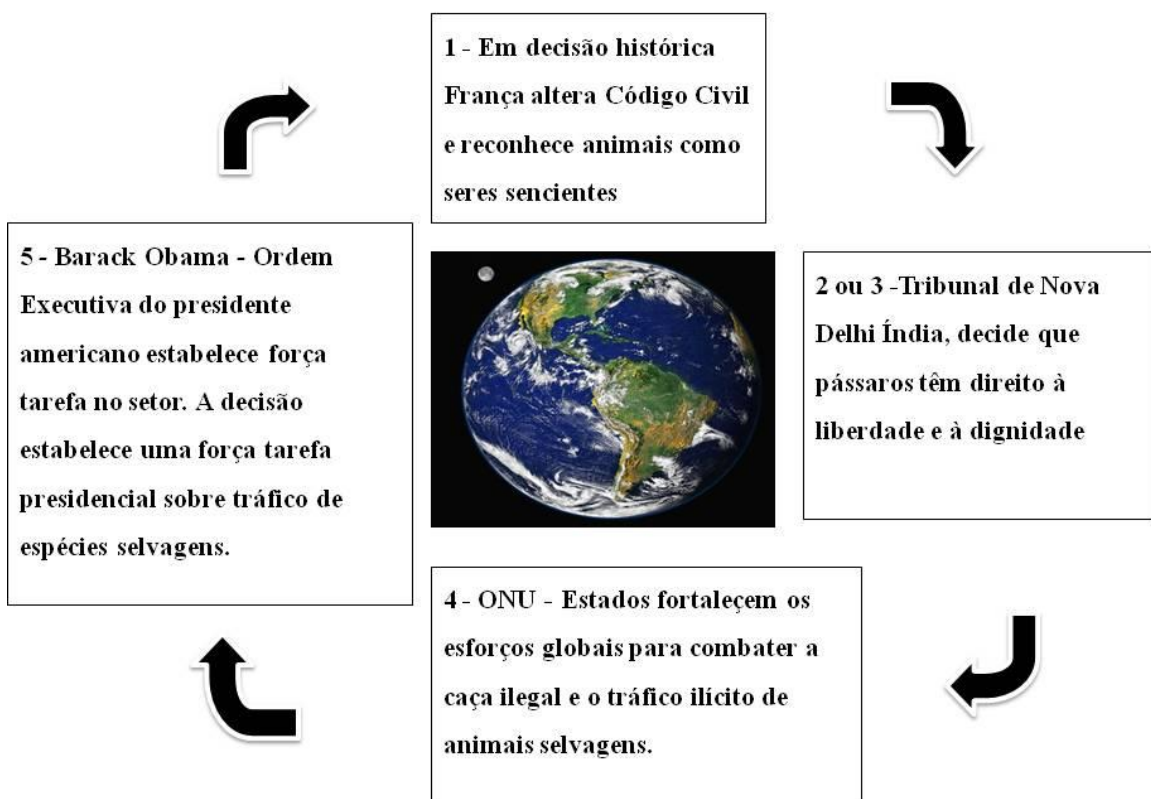 1 - Em decisão histórica
França altera Código Civil
e reconhece animais como
seres sencientes
2 ou 3 -Tribunal de Nova
Delhi Índia, decide que
pássaros têm direito à
liberdade e à dignidade
4 - ONU - Estados fortaleçem os
esforços globais para combater a
caça ilegal e o tráfico ilícito de
animais selvagens.
5 - Barack Obama - Ordem
Executiva do presidente
americano estabelece força
tarefa no setor. A decisão
estabelece uma força tarefa
presidencial sobre tráfico de
espécies selvagens.